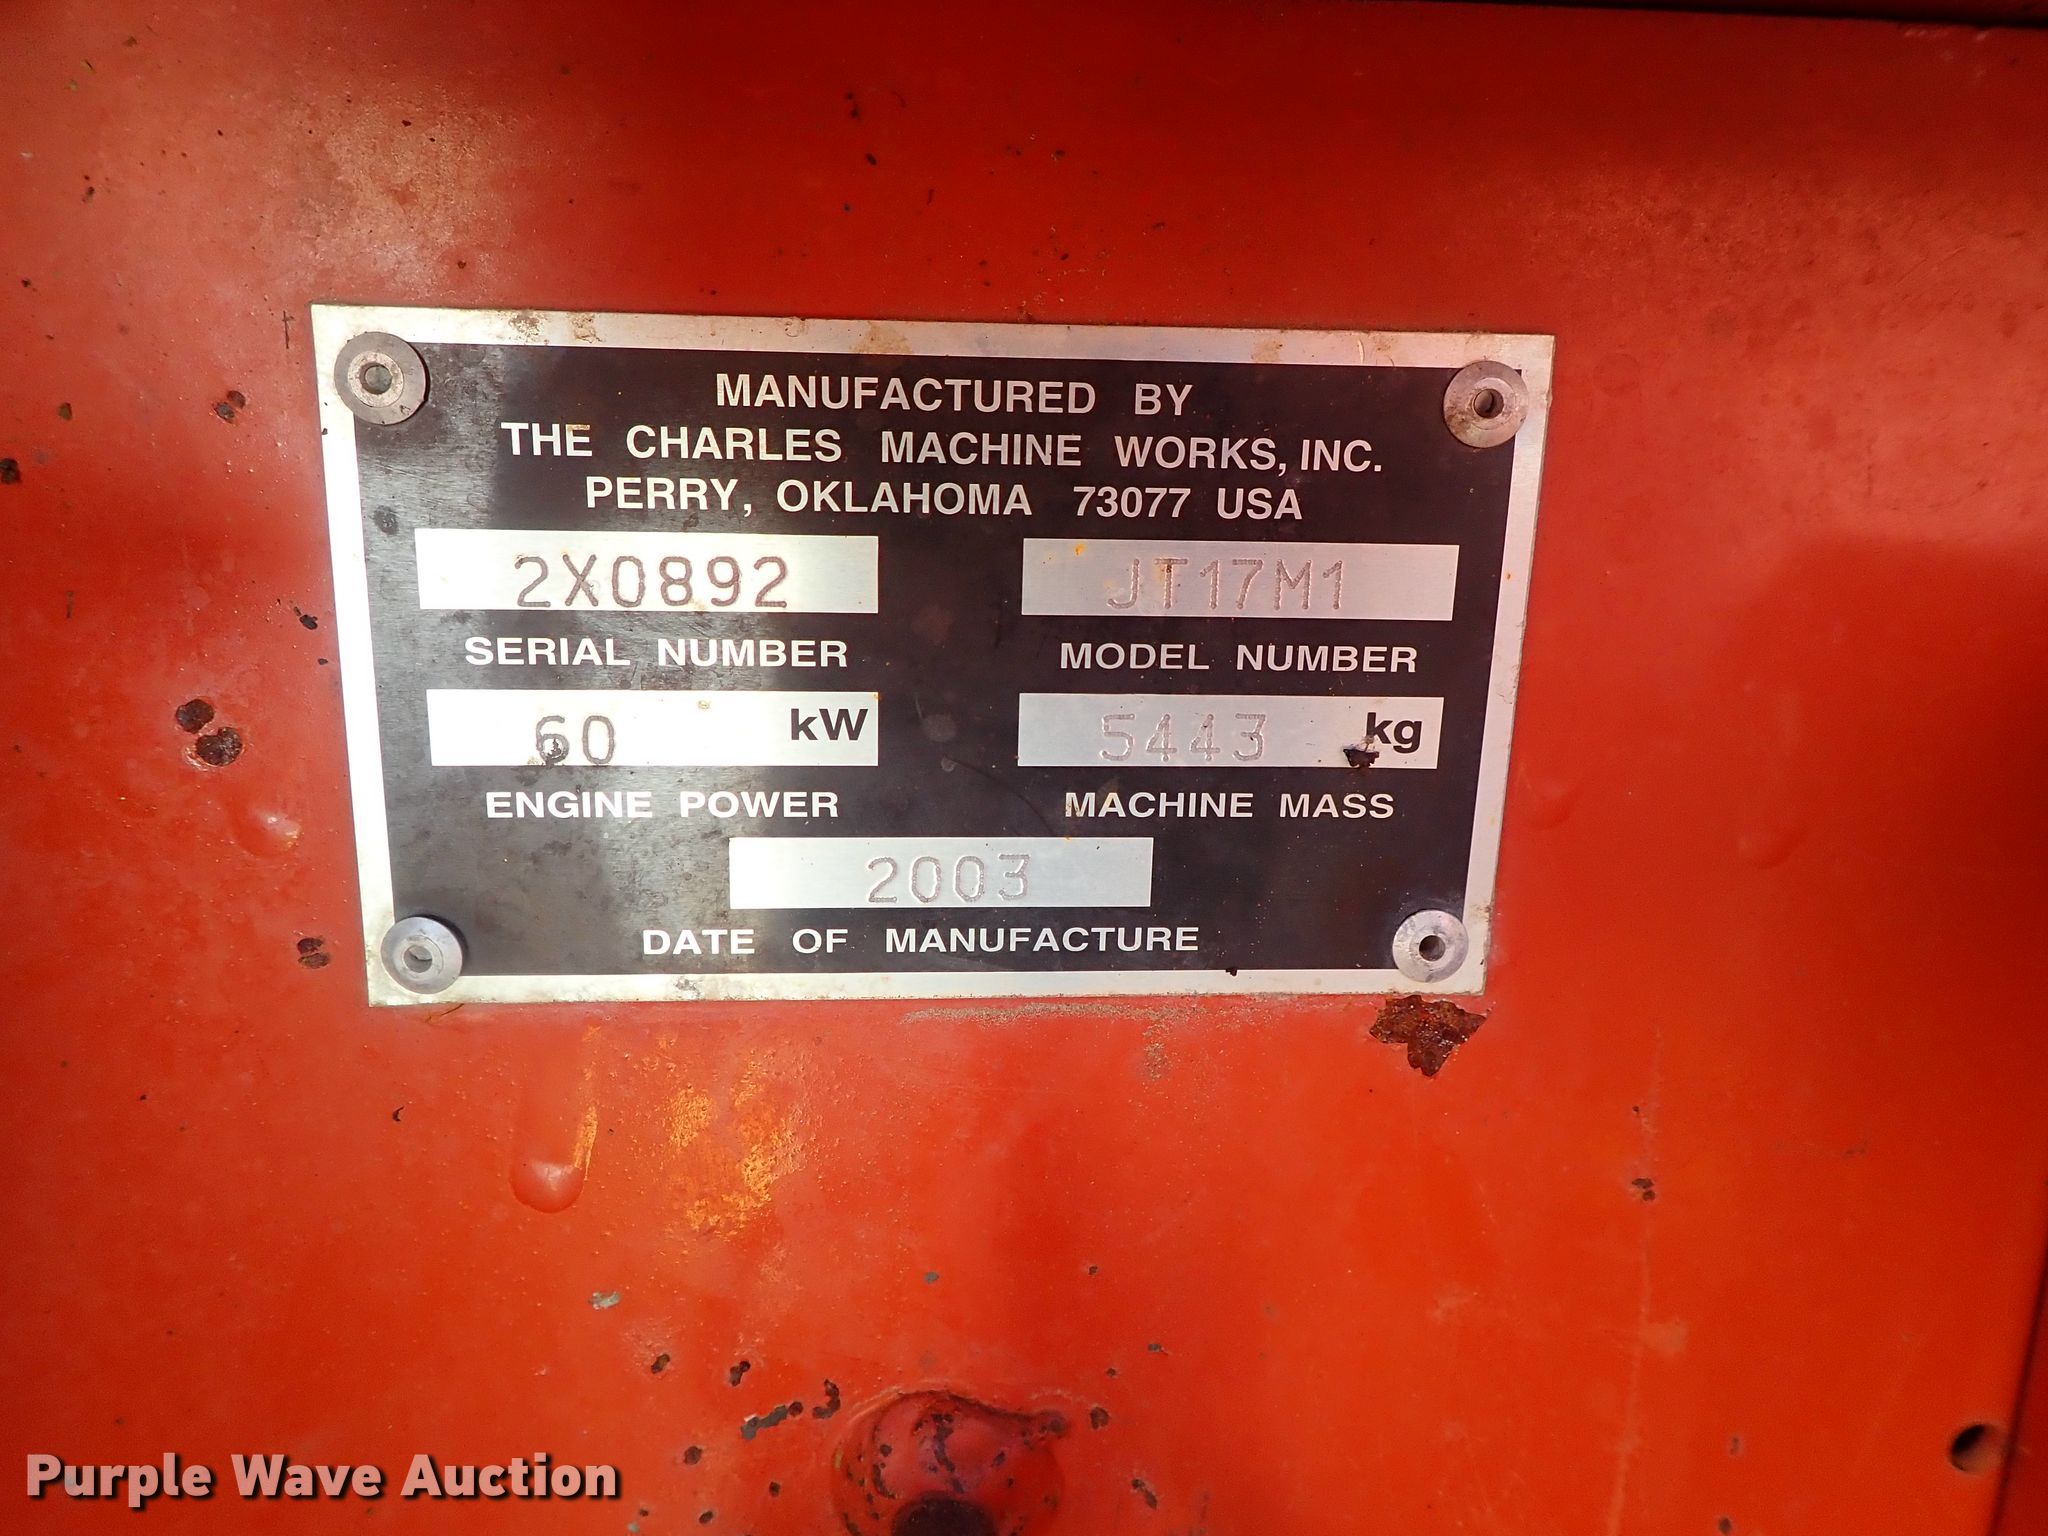 MANUFACTURED BY
THE CHARLES MACHINE WORKS, INC.
PERRY, OKLAHOMA 73077 USA
2X0892 JT17M1
SERIAL NUMBER MODEL NUMBER
60 kW 5443 kg
ENGINE POWER MACHINE MASS
2003
DATE OF MANUFACTURE
Purple Wave Auction